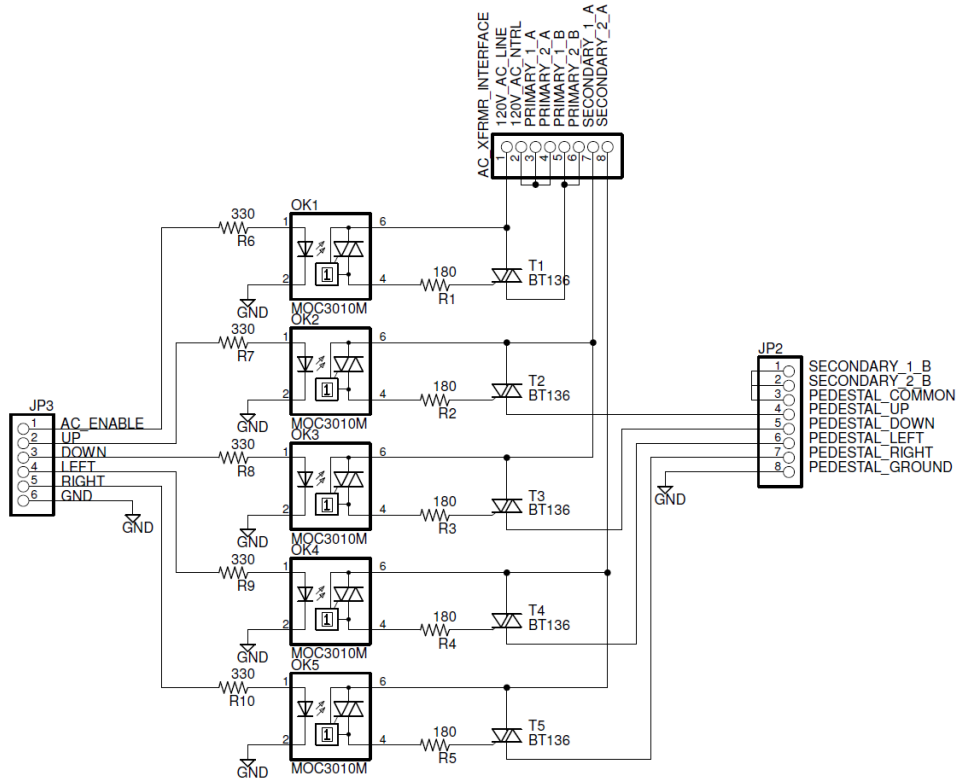 AC_XFRMR_INTERFACE
120V_AC_LINE
120V_AC_NTRL
PRIMARY_1_A
PRIMARY_2_A
PRIMARY_1_B
PRIMARY_2_B
SECONDARY_1_A
SECONDARY_2_A
1
2
3
4
5
6
7
8
330
R6
OK1
1
6
2
4
1
MOC3010M
GND
180
R1
T1
BT136
330
R7
OK2
1
6
2
4
1
MOC3010M
GND
180
R2
T2
BT136
330
R8
OK3
1
6
2
4
1
MOC3010M
GND
180
R3
T3
BT136
330
R9
OK4
1
6
2
4
1
MOC3010M
GND
180
R4
T4
BT136
330
R10
OK5
1
6
2
4
1
MOC3010M
GND
180
R5
T5
BT136
JP3
1 AC_ENABLE
2 UP
3 DOWN
4 LEFT
5 RIGHT
6 GND
GND
JP2
1 SECONDARY_1_B
2 SECONDARY_2_B
3 PEDESTAL_COMMON
4 PEDESTAL_UP
5 PEDESTAL_DOWN
6 PEDESTAL_LEFT
7 PEDESTAL_RIGHT
8 PEDESTAL_GROUND
GND